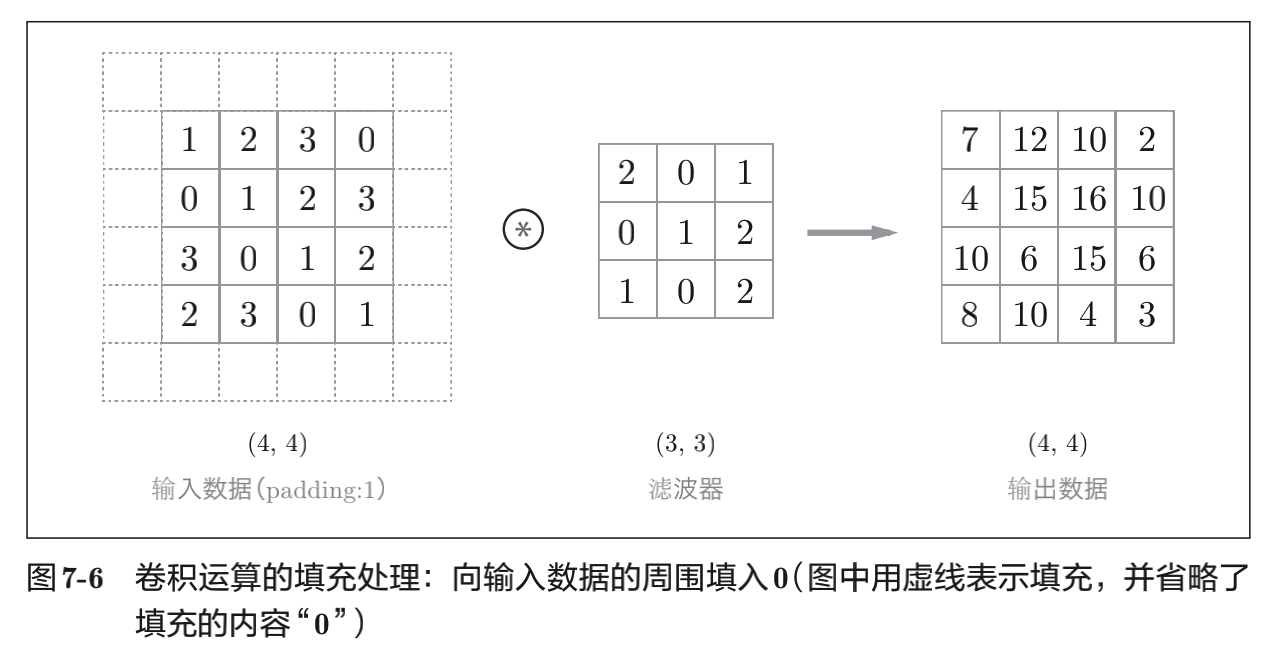 1 2 3 0
0 1 2 3
3 0 1 2
2 3 0 1
(4, 4)
输入数据(padding:1)
*
2 0 1
0 1 2
1 0 2
(3, 3)
滤波器
7 12 10 2
4 15 16 10
10 6 15 6
8 10 4 3
(4, 4)
输出数据
图7-6 卷积运算的填充处理：向输入数据的周围填入0(图中用虚线表示填充，并省略了
填充的内容“0”)